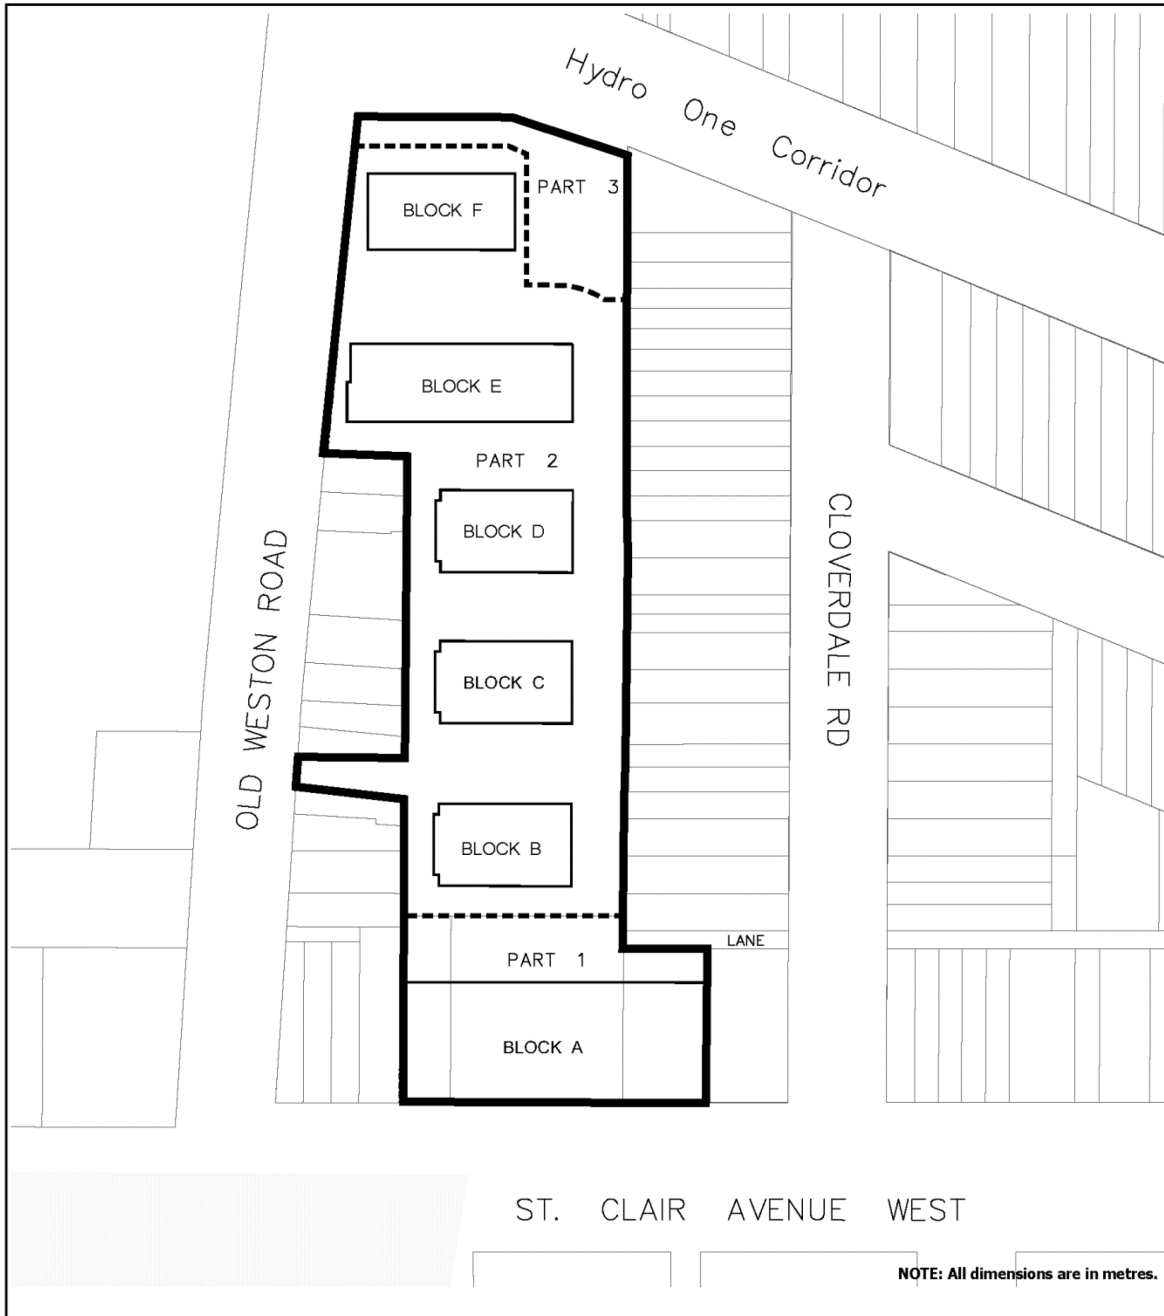 Hydro One Corridor
PART 3
BLOCK F
BLOCK E
PART 2
BLOCK D
CLOVERDALE RD
OLD WESTON ROAD
BLOCK C
BLOCK B
LANE
PART 1
BLOCK A
ST. CLAIR AVENUE WEST
NOTE: All dimensions are in metres.